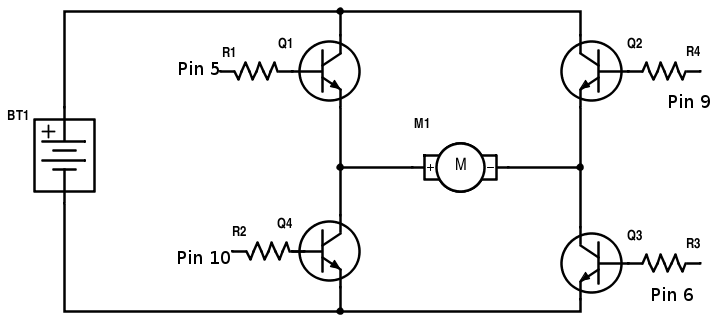 R1
Q1
Q2
R4
Pin 5
Pin 9
BT1
+
M1
+ M -
R2
Q4
Q3
R3
Pin 10
Pin 6